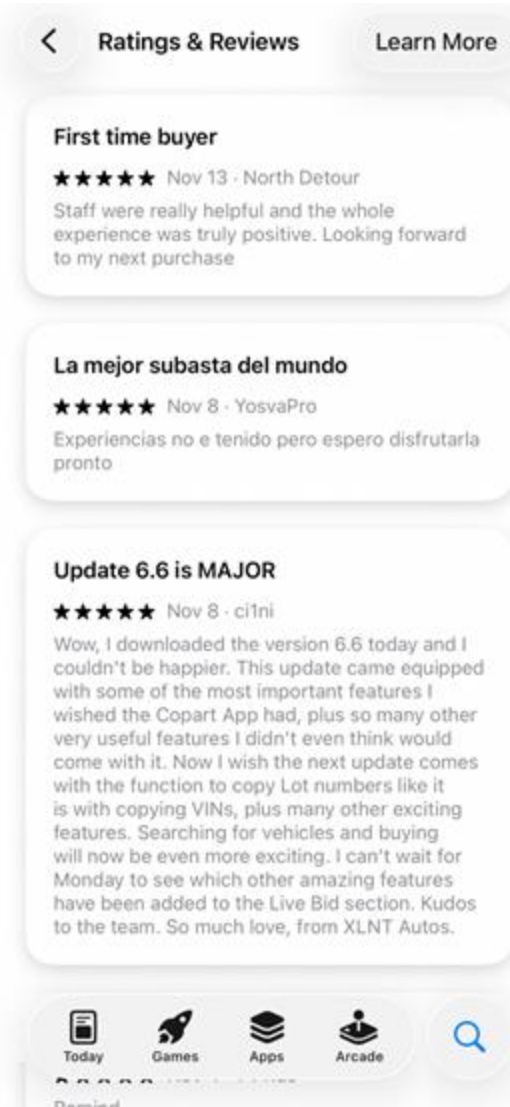 Ratings & Reviews
Learn More
First time buyer
★★★★★ Nov 13 · North Detour
Staff were really helpful and the whole
experience was truly positive. Looking forward
to my next purchase
La mejor subasta del mundo
★★★★★ Nov 8 · YosvaPro
Experiencias no e tenido pero espero disfrutarla
pronto
Update 6.6 is MAJOR
★★★★★ Nov 8 · ci1ni
Wow, I downloaded the version 6.6 today and I
couldn't be happier. This update came equipped
with some of the most important features I
wished the Copart App had, plus so many other
very useful features I didn't even think would
come with it. Now I wish the next update comes
with the function to copy Lot numbers like it
is with copying VINs, plus many other exciting
features. Searching for vehicles and buying
will now be even more exciting. I can't wait for
Monday to see which other amazing features
have been added to the Live Bid section. Kudos
to the team. So much love, from XLNT Autos.
Today
Games
Apps
Arcade